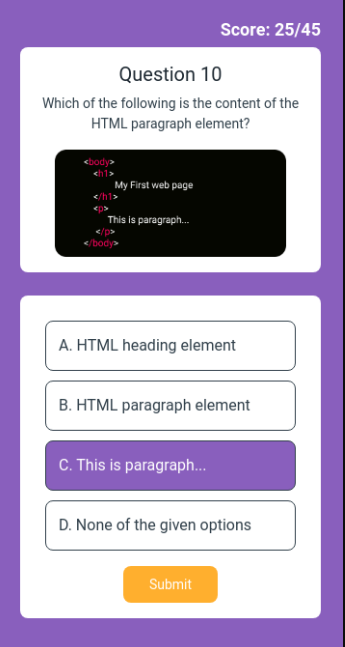 Score: 25/45
Question 10
Which of the following is the content of the
HTML paragraph element?
<body>
<h1>
My First web page
</h1>
<p>
This is paragraph...
</p>
</body>
A. HTML heading element
B. HTML paragraph element
C. This is paragraph...
D. None of the given options
Submit